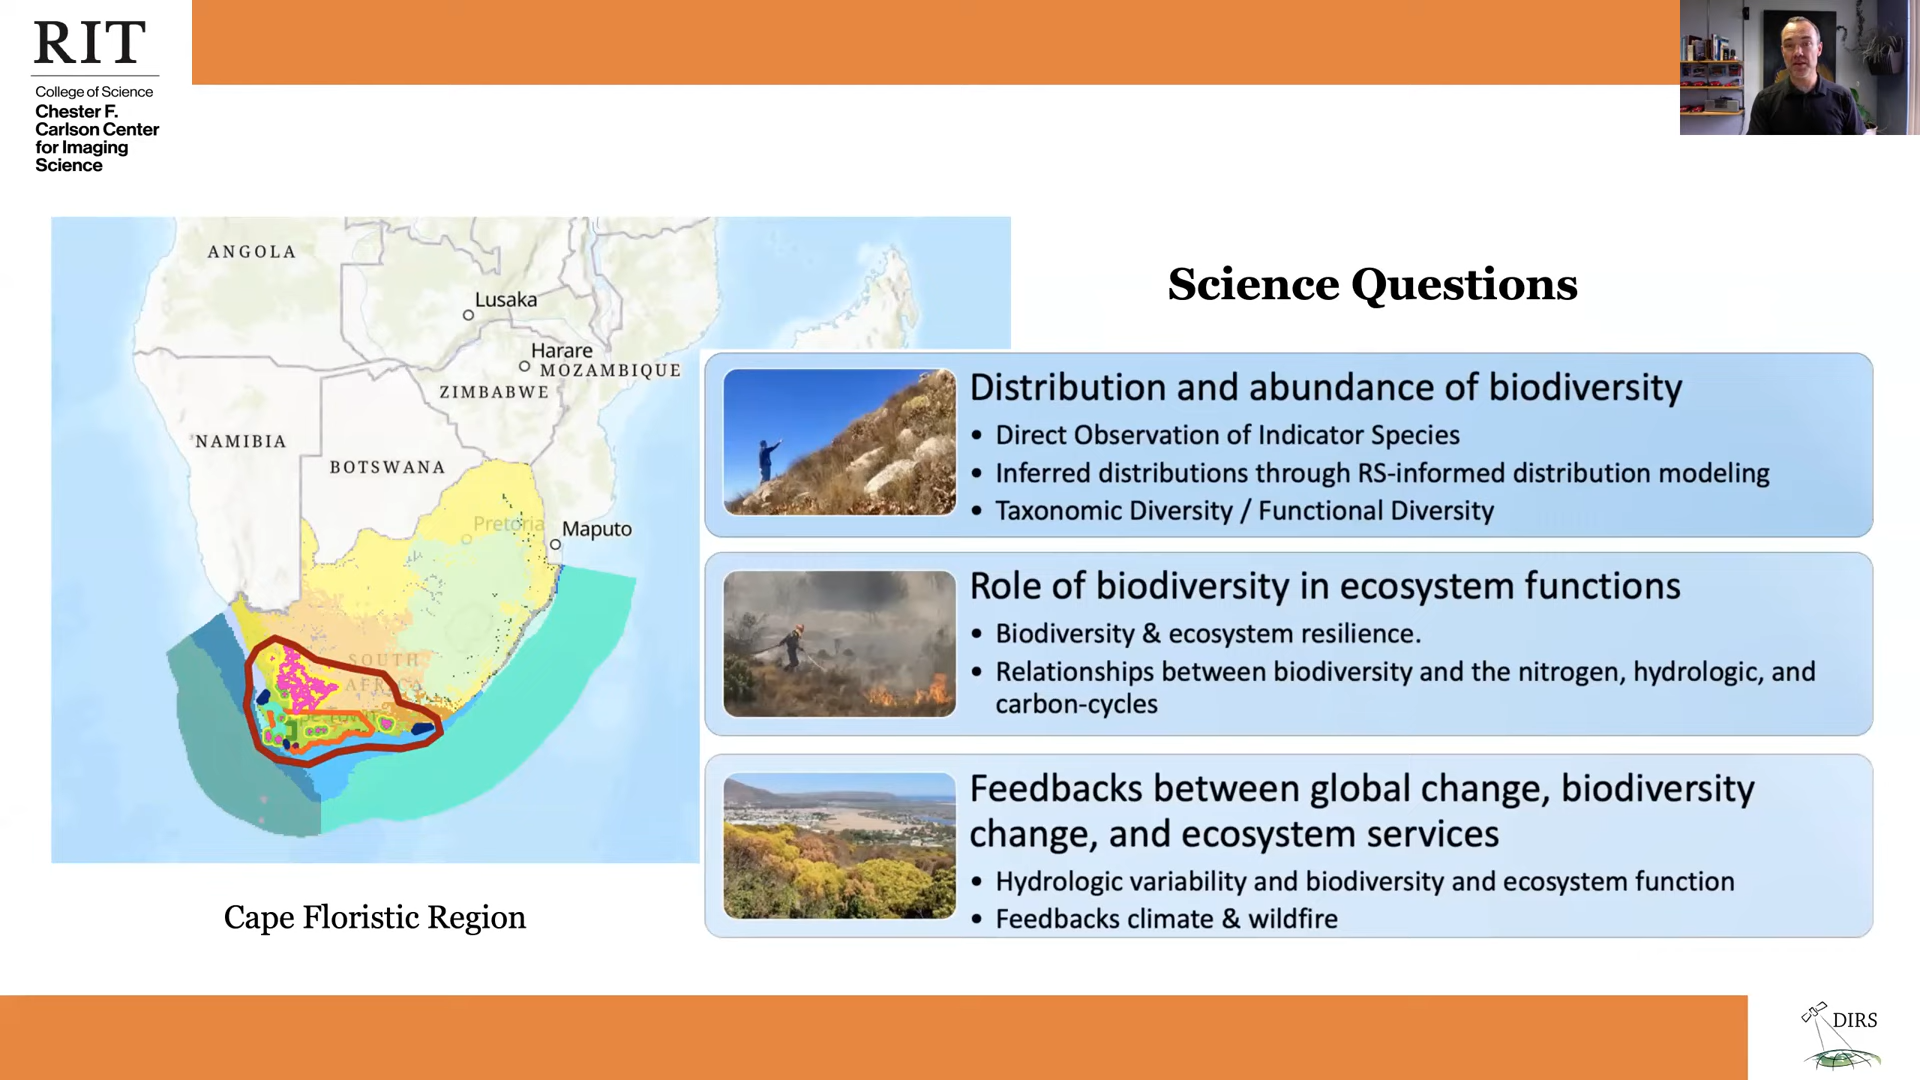 RIT
College of Science
Chester F.
Carlson Center
for Imaging
Science
ANGOLA
Lusaka
Harare
MOZAMBIQUE
ZIMBABWE
NAMIBIA
BOTSWANA
Pretoria
Maputo
SOUTH
AFRICA
Cape Floristic Region
Science Questions
Distribution and abundance of biodiversity
• Direct Observation of Indicator Species
• Inferred distributions through RS-informed distribution modeling
• Taxonomic Diversity / Functional Diversity
Role of biodiversity in ecosystem functions
• Biodiversity & ecosystem resilience.
• Relationships between biodiversity and the nitrogen, hydrologic, and
carbon-cycles
Feedbacks between global change, biodiversity
change, and ecosystem services
• Hydrologic variability and biodiversity and ecosystem function
• Feedbacks climate & wildfire
DIRS